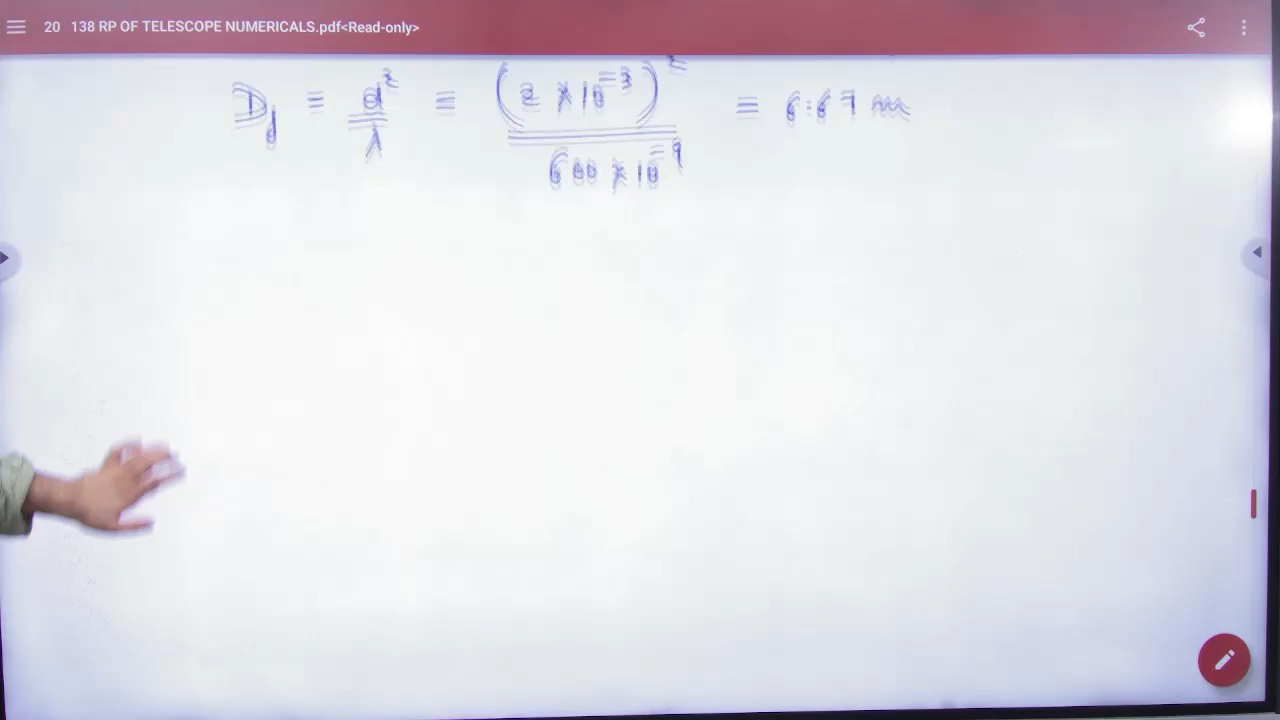 20 138 RP OF TELESCOPE NUMERICALS.pdf<Read-only>
D_d = d²/λ = (2 × 10⁻³)²/(600 × 10⁻⁹) = 6.67 m